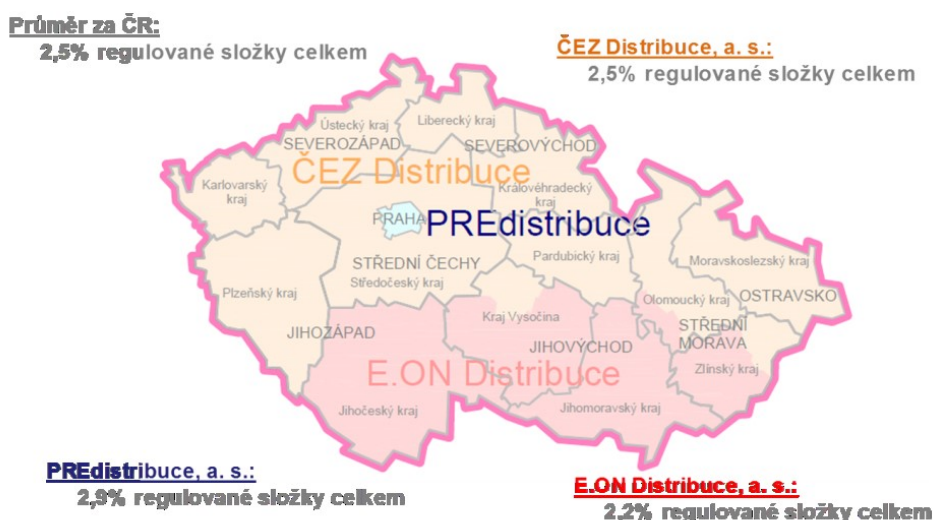 Průměr za ČR:
2,5% regulované složky celkem
ČEZ Distribuce, a. s.:
2,5% regulované složky celkem
Ústecký kraj
Liberecký kraj
SEVEROZÁPAD
SEVEROVÝCHOD
ČEZ Distribuce
Karlovarský
kraj
Královéhradecký
kraj
PRAHA
PREdistribuce
STŘEDNÍ ČECHY
Pardubický kraj
Moravskoslezský kraj
Plzeňský kraj
Středočeský kraj
Olomoucký kraj
OSTRAVSKO
Kraj Vysočina
JIHOZÁPAD
JIHOVÝCHOD
STŘEDNÍ
MORAVA
E.ON Distribuce
Zlínský kraj
Jihočeský kraj
Jihomoravský kraj
PREdistribuce, a. s.:
2,9% regulované složky celkem
E.ON Distribuce, a. s.:
2,2% regulované složky celkem